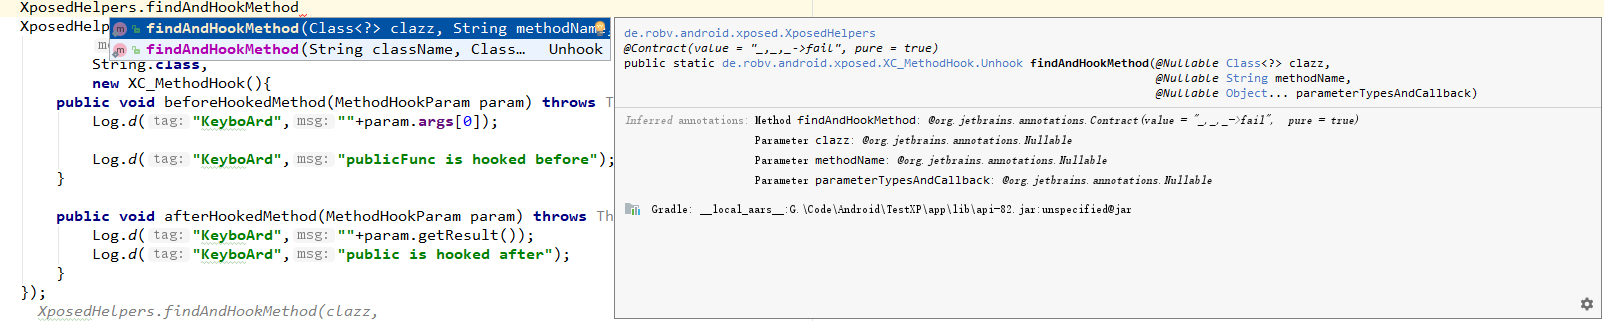 XposedHelpers.findAndHookMethod
XposedHelp
findAndHookMethod(Class<?> clazz, String methodName,
findAndHookMethod(String className, Class… Unhook
String.class,
new XC_MethodHook(){
public void beforeHookedMethod(MethodHookParam param) throws T
Log.d( tag: "KeyboArd", msg: ""+param.args[0]);
Log.d( tag: "KeyboArd", msg: "publicFunc is hooked before");
}
public void afterHookedMethod(MethodHookParam param) throws Th
Log.d( tag: "KeyboArd", msg: ""+param.getResult());
Log.d( tag: "KeyboArd", msg: "public is hooked after");
}
});
XposedHelpers.findAndHookMethod(clazz,
de.robv.android.xposed.XposedHelpers
@Contract(value = "_,_,_->fail", pure = true)
public static de.robv.android.xposed.XC_MethodHook.Unhook findAndHookMethod(@Nullable Class<?> clazz,
@Nullable String methodName,
@Nullable Object... parameterTypesAndCallback)
Inferred annotations: Method findAndHookMethod: @org.jetbrains.annotations.Contract(value = "_,_,_->fail", pure = true)
Parameter clazz: @org.jetbrains.annotations.Nullable
Parameter methodName: @org.jetbrains.annotations.Nullable
Parameter parameterTypesAndCallback: @org.jetbrains.annotations.Nullable
Gradle: __local_aars__:G:\Code\Android\TestXP\app\lib\api-82.jar:unspecified@jar